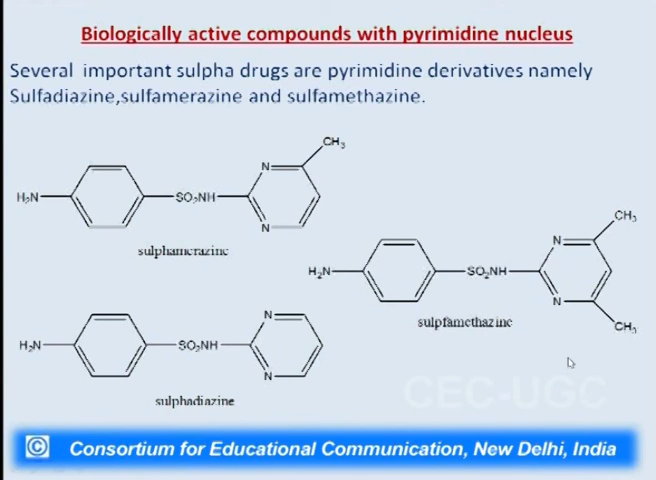 Biologically active compounds with pyrimidine nucleus
Several important sulpha drugs are pyrimidine derivatives namely
Sulfadiazine,sulfamerazine and sulfamethazine.
CH3
N
H2N
SO2NH
N
sulphamerazine
CH3
N
H2N
SO2NH
N
sulpfamethazine
CH3
N
H2N
SO2NH
N
sulphadiazine
CEC-UGC
© Consortium for Educational Communication, New Delhi, India